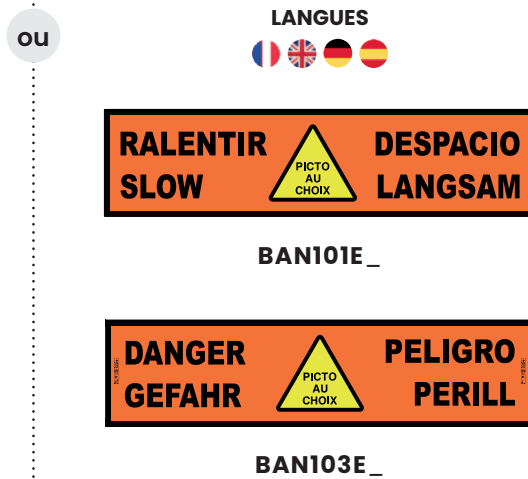 ou
LANGUES
RALENTIR
SLOW
PICTO
AU
CHOIX
DESPACIO
LANGSAM
BAN101E_
DANGER
GEFAHR
PICTO
AU
CHOIX
PELIGRO
PERILL
BAN103E_